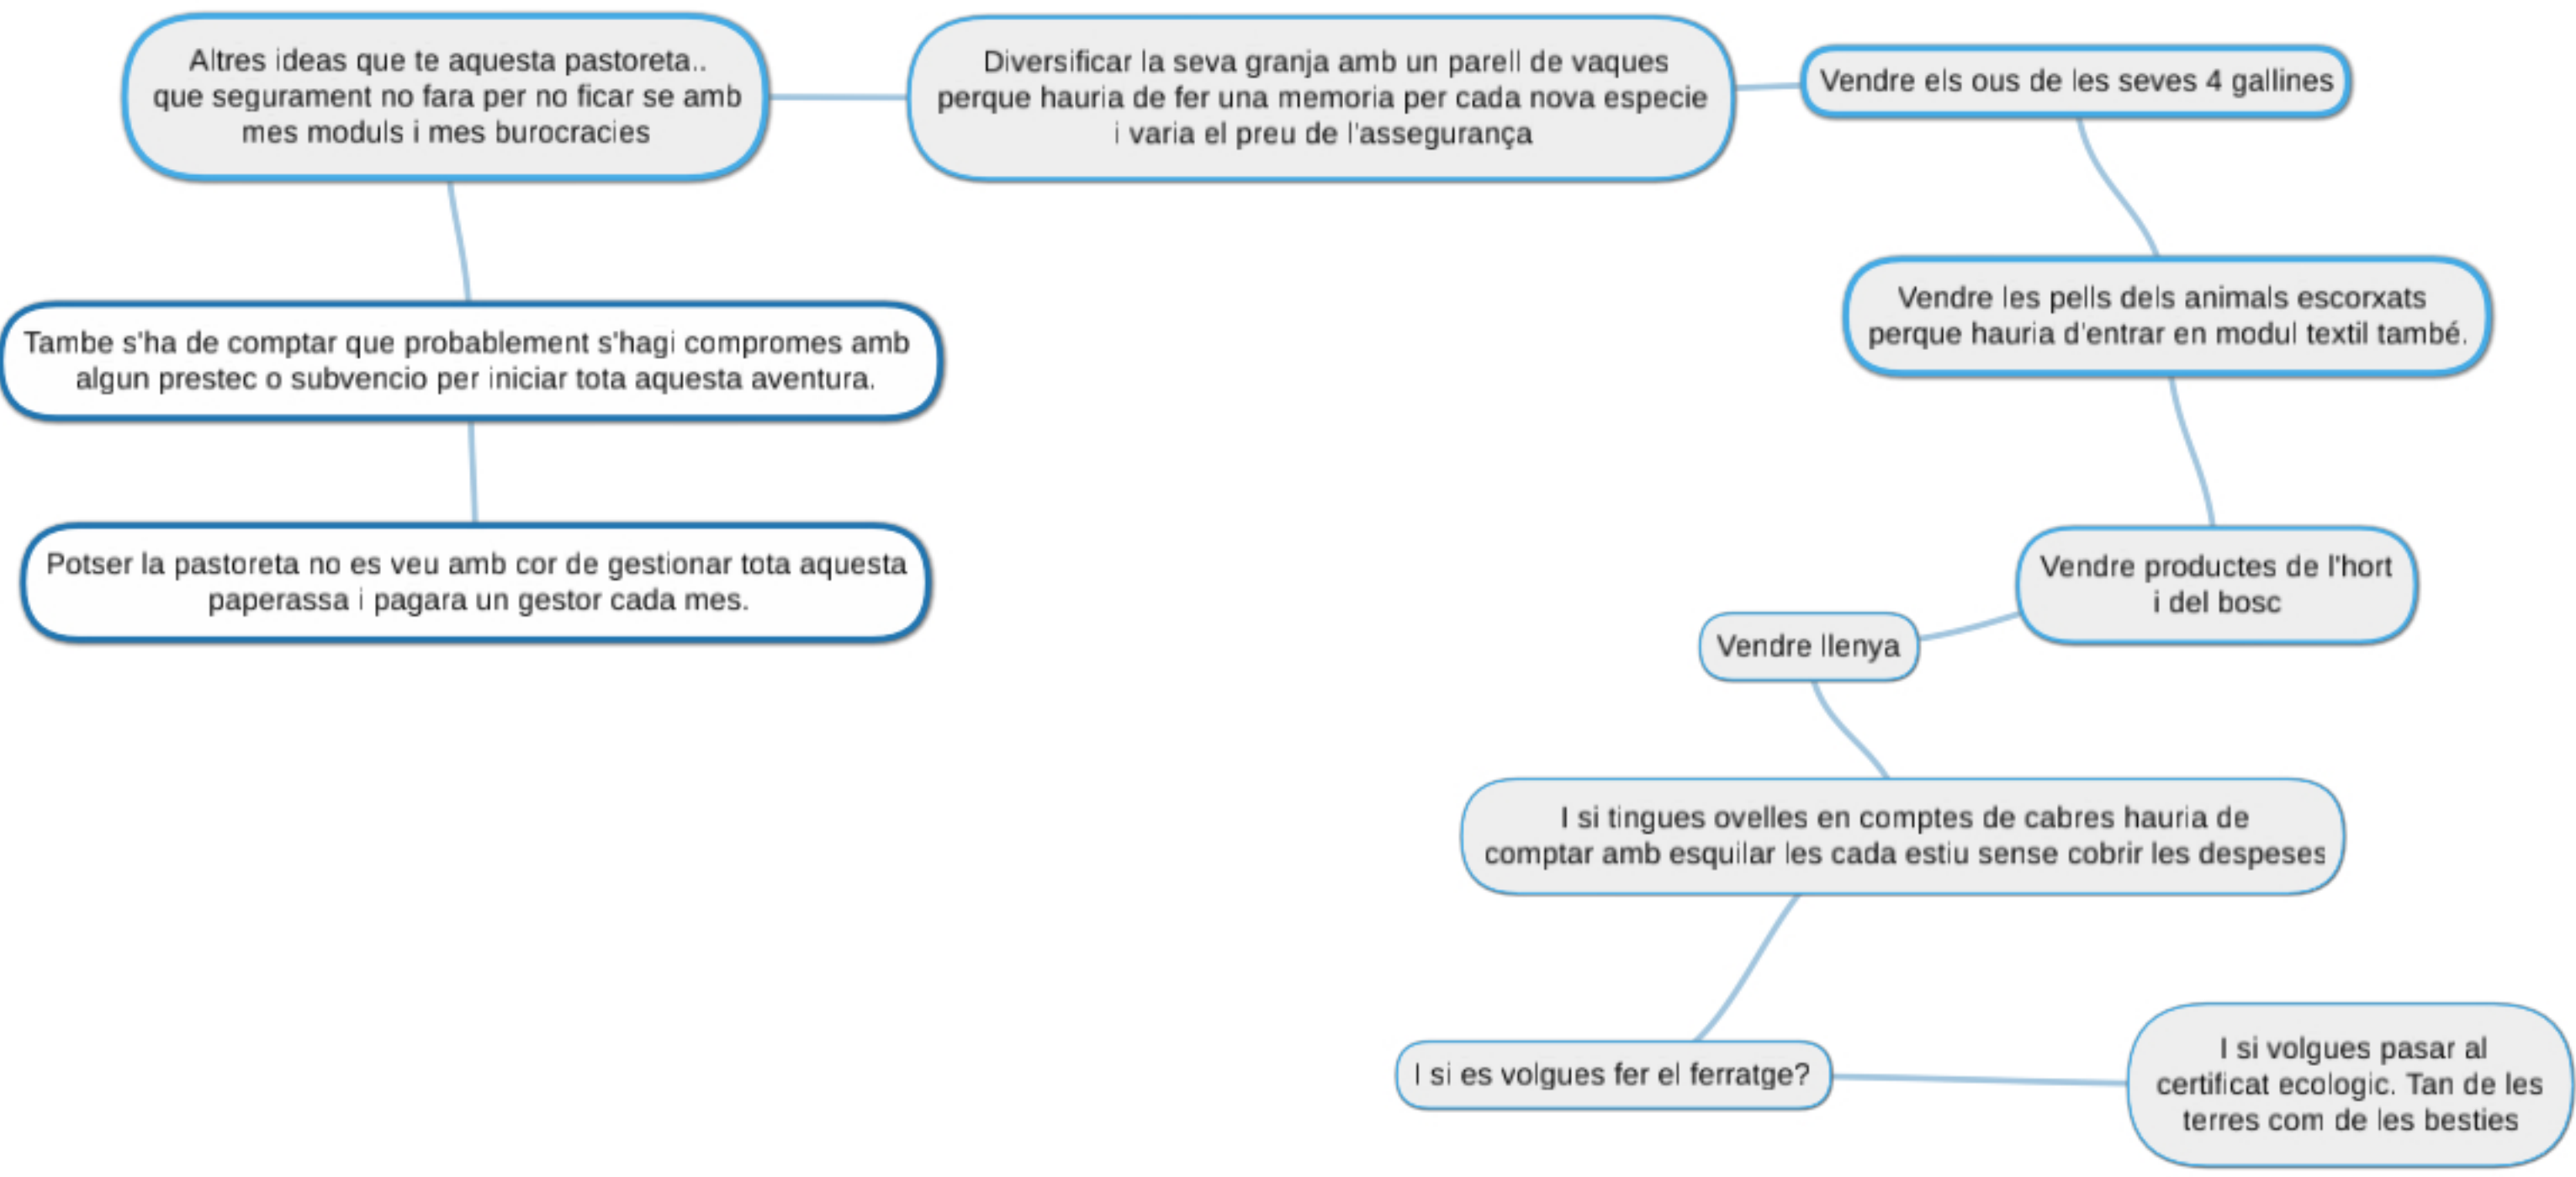 Altres ideas que te aquesta pastoreta..
que segurament no fara per no ficar se amb
mes moduls i mes burocracies
Diversificar la seva granja amb un parell de vaques
perque hauria de fer una memoria per cada nova especie
i varia el preu de l'assegurança
Vendre els ous de les seves 4 gallines
Vendre les pells dels animals escorxats
perque hauria d'entrar en modul textil també.
Vendre productes de l'hort
i del bosc
Vendre llenya
I si tingues ovelles en comptes de cabres hauria de
comptar amb esquilar les cada estiu sense cobrir les despeses
I si es volgues fer el ferratge?
I si volgues pasar al
certificat ecologic. Tan de les
terres com de les besties
Tambe s'ha de comptar que probablement s'hagi compromes amb
algun prestec o subvencio per iniciar tota aquesta aventura.
Potser la pastoreta no es veu amb cor de gestionar tota aquesta
paperassa i pagara un gestor cada mes.